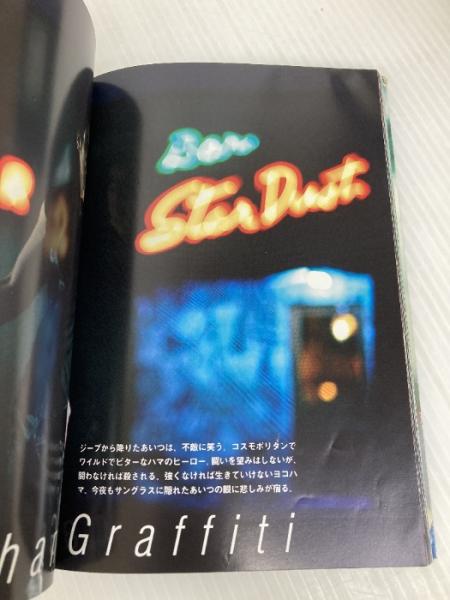 Bar
Star Dust
ジープから降りたあいつは、不敵に笑う。コスモポリタンで
ワイルドでビターなハマのヒーロー。闘いを望みはしないが、
闘わなければ殺される。強くなければ生きていけないヨコハ
マ。今夜もサングラスに隠れたあいつの眼に悲しみが宿る。
Graffiti